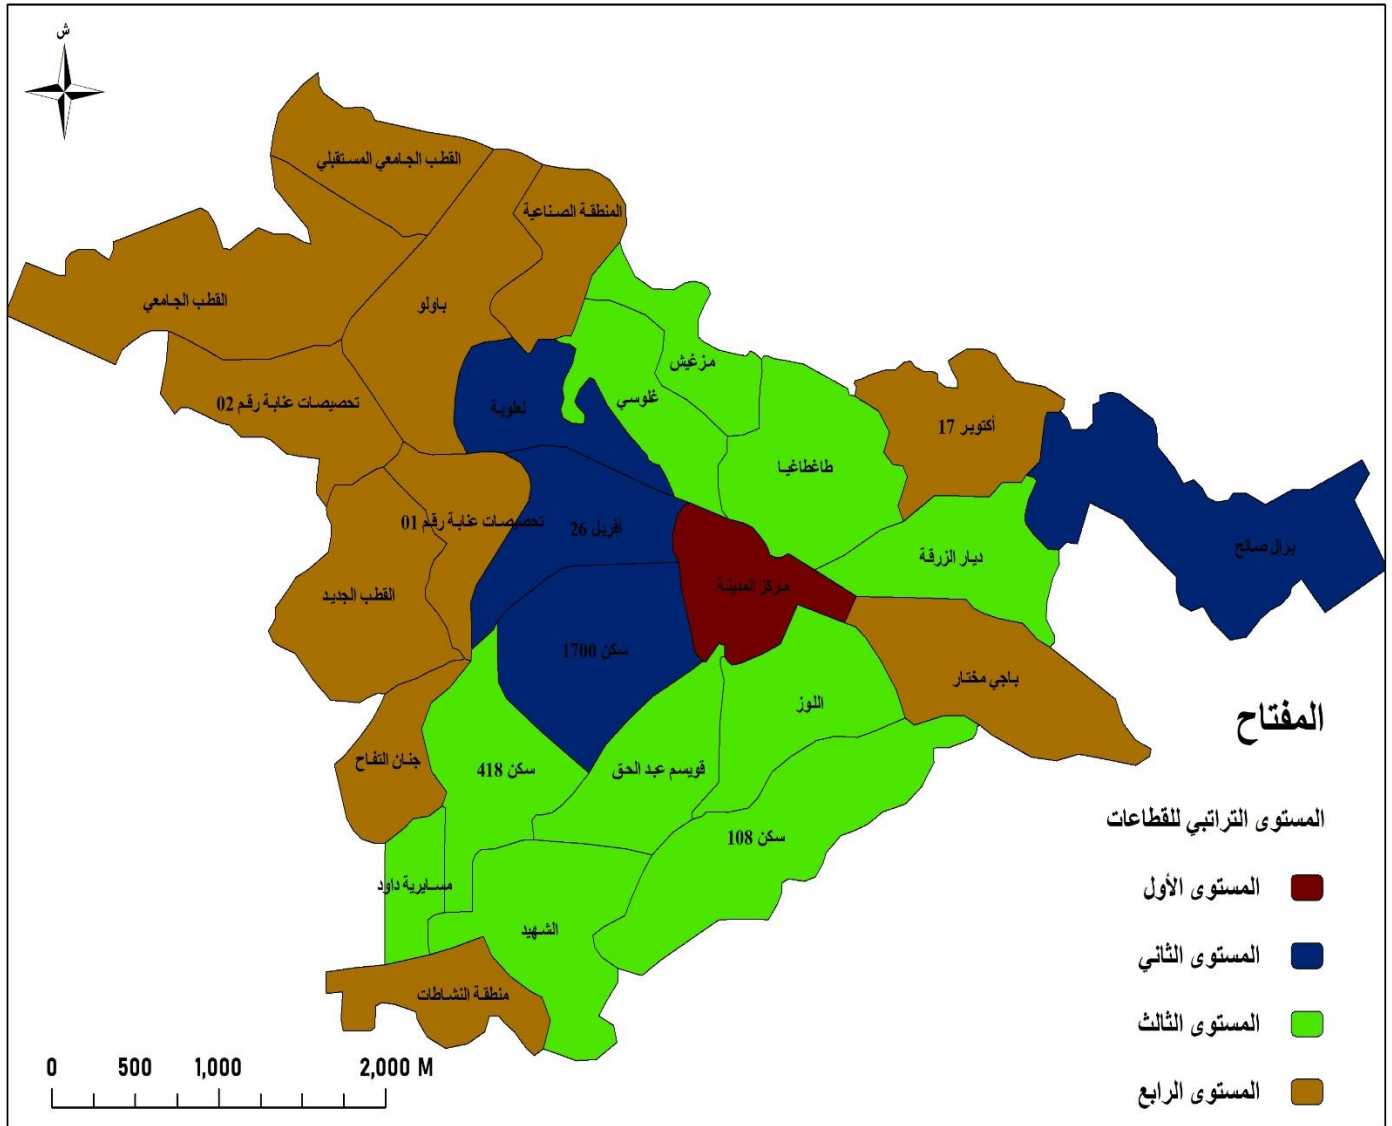 ش
القطب الجامعي المستقبلي
المنطقة الصناعية
القطب الجامعي
باولو
مزغيش
غلوسي
لعلوية
تحصيصات عنابة رقم 02
أكتوبر 17
طاغطاغيا
تحصيصات عنابة رقم 01
أفريل 26
برال صالح
ديار الزرقة
مركز المدينة
القطب الجديد
سكن 1700
باجي مختار
اللوز
جنان التفاح
سكن 418
قويسم عبد الحق
سكن 108
مسايرية داود
الشهيد
منطقة النشاطات
المفتاح
المستوى التراتبي للقطاعات
المستوى الأول
المستوى الثاني
المستوى الثالث
المستوى الرابع
0 500 1,000 2,000 M